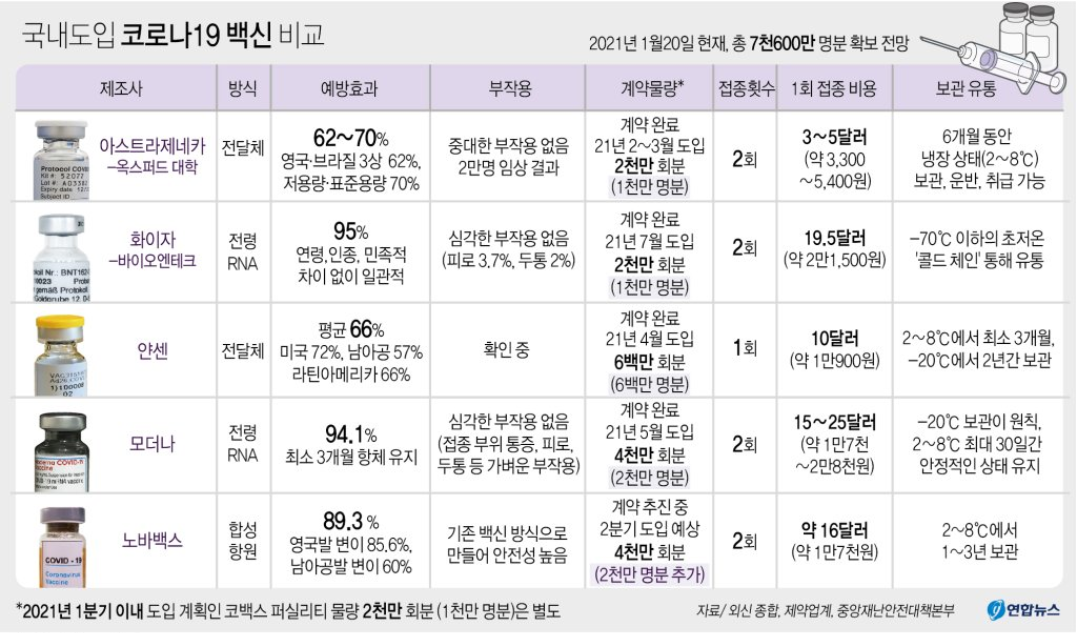 국내도입 코로나19 백신 비교
2021년 1월20일 현재, 총 7천600만 명분 확보 전망
제조사 방식 예방효과 부작용 계약물량* 접종횟수 1회 접종 비용 보관 유통
아스트라제네카
-옥스퍼드 대학
전달체
62~70%
영국·브라질 3상 62%,
저용량·표준용량 70%
중대한 부작용 없음
2만명 임상 결과
계약 완료
21년 2~3월 도입
2천만 회분
(1천만 명분)
2회
3~5달러
(약 3,300
~5,400원)
6개월 동안
냉장 상태(2~8℃)
보관, 운반, 취급 가능
화이자
-바이오엔테크
전령
RNA
95%
연령, 인종, 민족적
차이 없이 일관적
심각한 부작용 없음
(피로 3.7%, 두통 2%)
계약 완료
21년 7월 도입
2천만 회분
(1천만 명분)
2회
19.5달러
(약 2만1,500원)
-70℃ 이하의 초저온
'콜드 체인' 통해 유통
얀센
전달체
평균 66%
미국 72%, 남아공 57%
라틴아메리카 66%
확인 중
계약 완료
21년 4월 도입
6백만 회분
(6백만 명분)
1회
10달러
(약 1만900원)
2~8℃에서 최소 3개월,
-20℃에서 2년간 보관
모더나
전령
RNA
94.1%
최소 3개월 항체 유지
심각한 부작용 없음
(접종 부위 통증, 피로,
두통 등 가벼운 부작용)
계약 완료
21년 5월 도입
4천만 회분
(2천만 명분)
2회
15~25달러
(약 1만7천
~2만8천원)
-20℃ 보관이 원칙,
2~8℃ 최대 30일간
안정적인 상태 유지
COVID-19
Coronavirus
Vaccine
노바백스
합성
항원
89.3 %
영국발 변이 85.6%,
남아공발 변이 60%
기존 백신 방식으로
만들어 안전성 높음
계약 추진 중
2분기 도입 예상
4천만 회분
(2천만 명분 추가)
2회
약 16달러
(약 1만7천원)
2~8℃에서
1~3년 보관
*2021년 1분기 이내 도입 계획인 코백스 퍼실리티 물량 2천만 회분 (1천만 명분)은 별도
자료/ 외신 종합, 제약업계, 중앙재난안전대책본부
연합뉴스